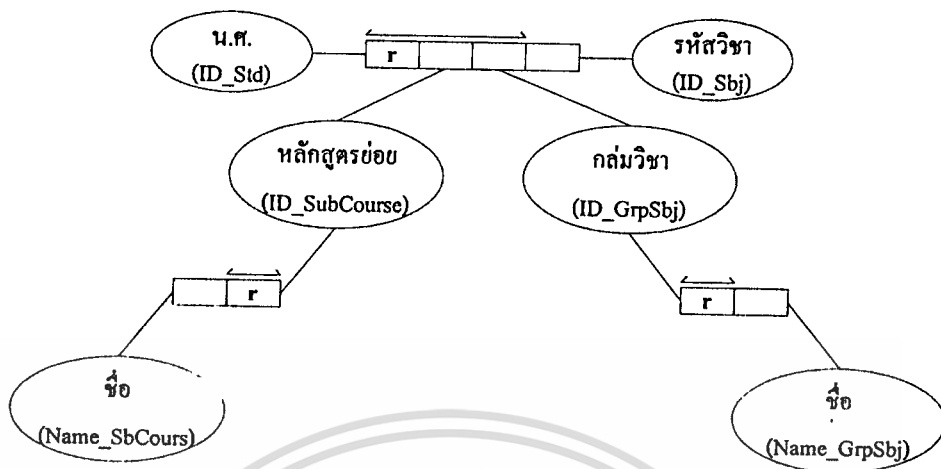 น.ศ.
(ID_Std)
r
รหัสวิชา
(ID_Sbj)
หลักสูตรย่อย
(ID_SubCourse)
กล่มวิชา
(ID_GrpSbj)
r
r
ชื่อ
(Name_SbCours)
ชื่อ
(Name_GrpSbj)